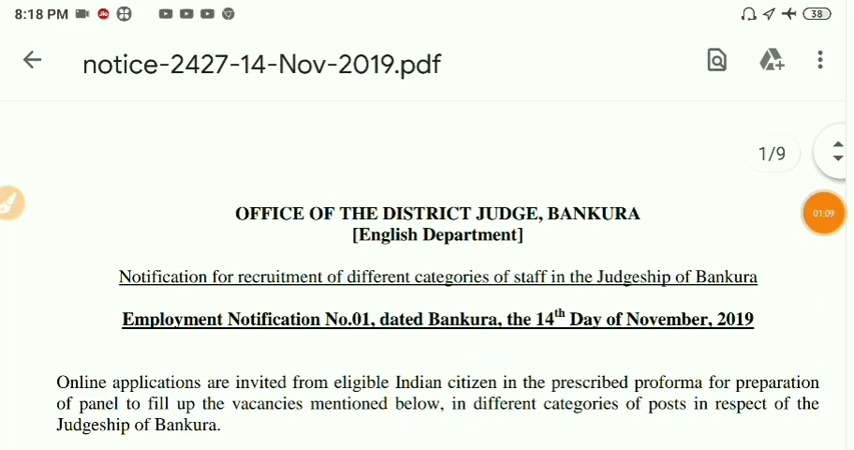 8:18 PM
Jio
38
notice-2427-14-Nov-2019.pdf
1/9
01:09
OFFICE OF THE DISTRICT JUDGE, BANKURA
[English Department]
Notification for recruitment of different categories of staff in the Judgeship of Bankura
Employment Notification No.01, dated Bankura, the 14th Day of November, 2019
Online applications are invited from eligible Indian citizen in the prescribed proforma for preparation
of panel to fill up the vacancies mentioned below, in different categories of posts in respect of the
Judgeship of Bankura.